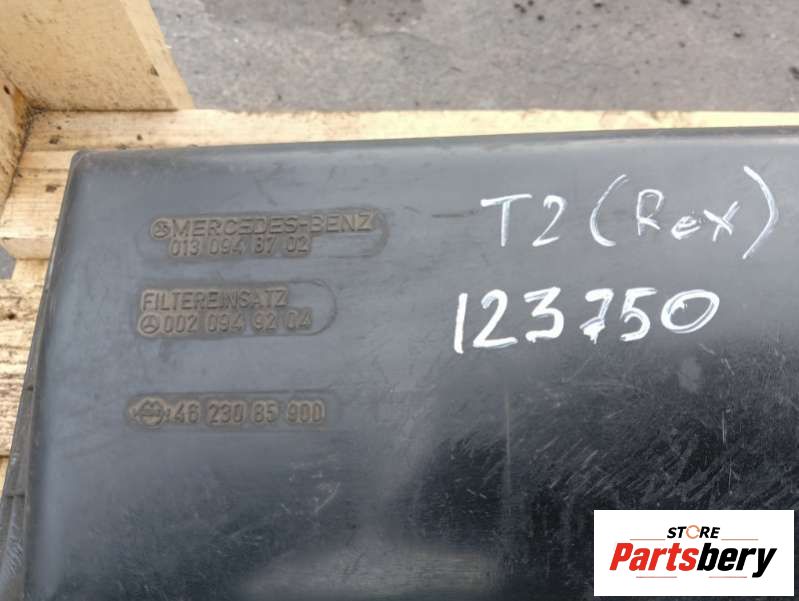 MERCEDES-BENZ
013 094 87 02
FILTEREINSATZ
002 094 92 04
46 230 85 900
T2 (Rex)
123750
STORE
Partsbery